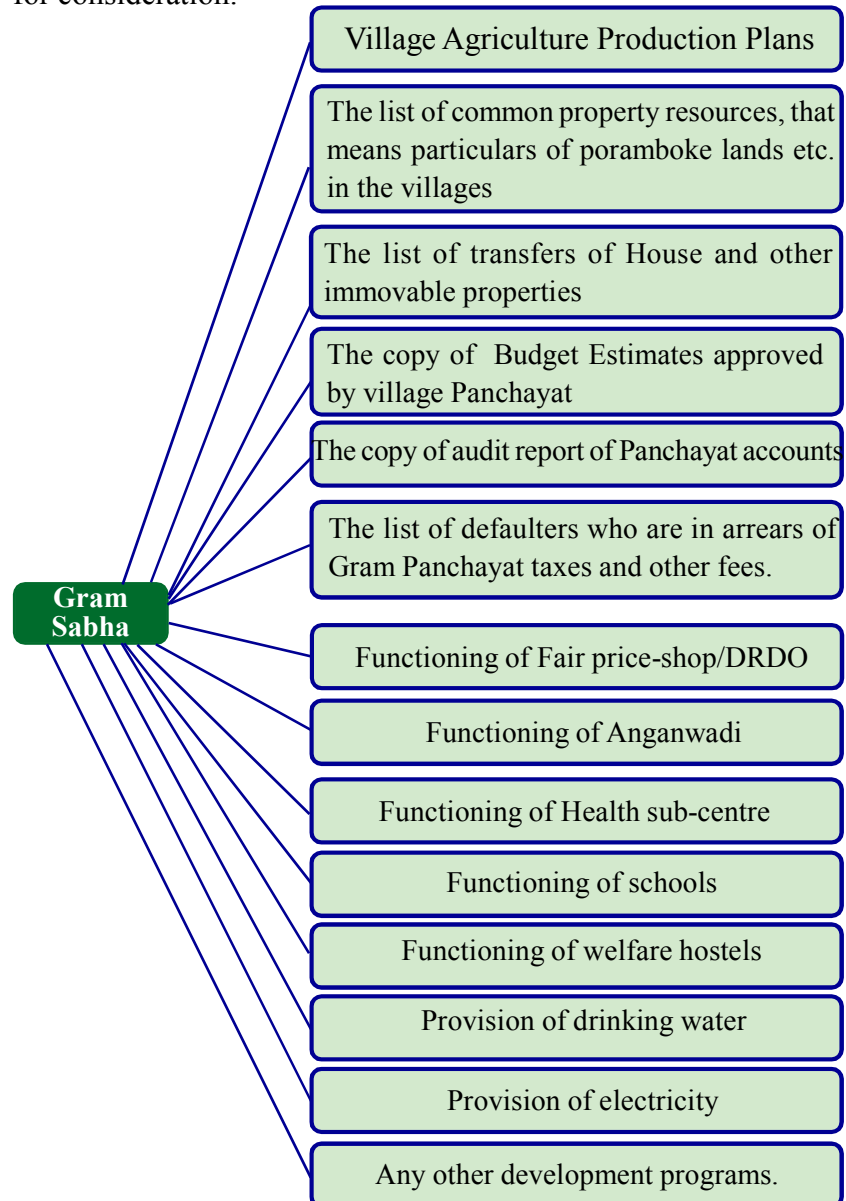 for consideration.
Village Agriculture Production Plans
The list of common property resources, that
means particulars of poramboke lands etc.
in the villages
The list of transfers of House and other
immovable properties
The copy of Budget Estimates approved
by village Panchayat
The copy of audit report of Panchayat accounts
The list of defaulters who are in arrears of
Gram Panchayat taxes and other fees.
Gram
Sabha
Functioning of Fair price-shop/DRDO
Functioning of Anganwadi
Functioning of Health sub-centre
Functioning of schools
Functioning of welfare hostels
Provision of drinking water
Provision of electricity
Any other development programs.